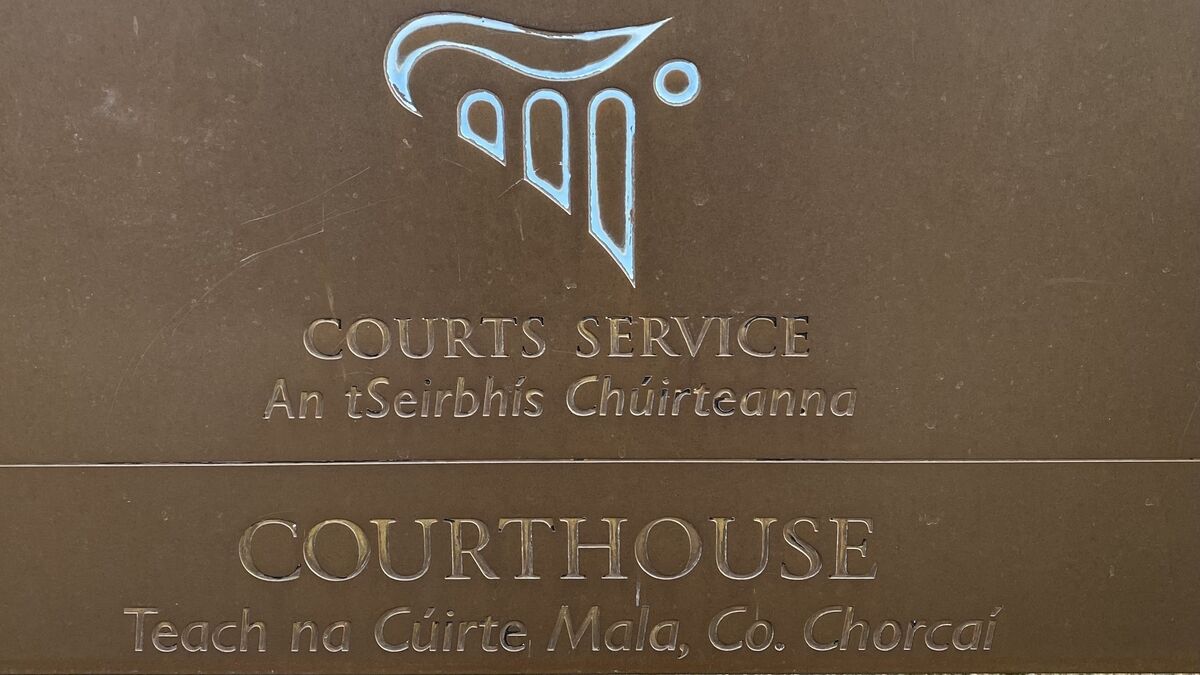 COURTS SERVICE
An tSeirbhís Chúirteanna
COURTHOUSE
Teach na Cúirte Mala, Co. Chorcaí